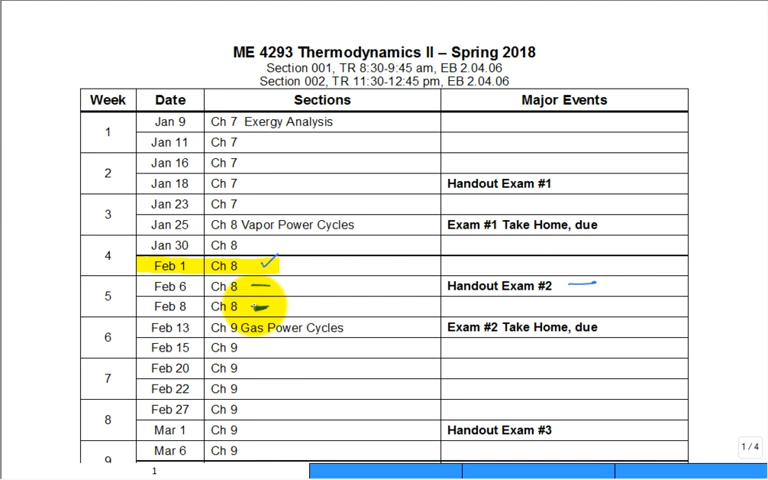 ME 4293 Thermodynamics II – Spring 2018
Section 001, TR 8:30-9:45 am, EB 2.04.06
Section 002, TR 11:30-12:45 pm, EB 2.04.06
Week Date Sections Major Events
1 Jan 9 Ch 7 Exergy Analysis
Jan 11 Ch 7
2 Jan 16 Ch 7
Jan 18 Ch 7 Handout Exam #1
3 Jan 23 Ch 7
Jan 25 Ch 8 Vapor Power Cycles Exam #1 Take Home, due
4 Jan 30 Ch 8
Feb 1 Ch 8
5 Feb 6 Ch 8 Handout Exam #2
Feb 8 Ch 8
6 Feb 13 Ch 9 Gas Power Cycles Exam #2 Take Home, due
Feb 15 Ch 9
7 Feb 20 Ch 9
Feb 22 Ch 9
8 Feb 27 Ch 9
Mar 1 Ch 9 Handout Exam #3
9 Mar 6 Ch 9
1 / 4
1